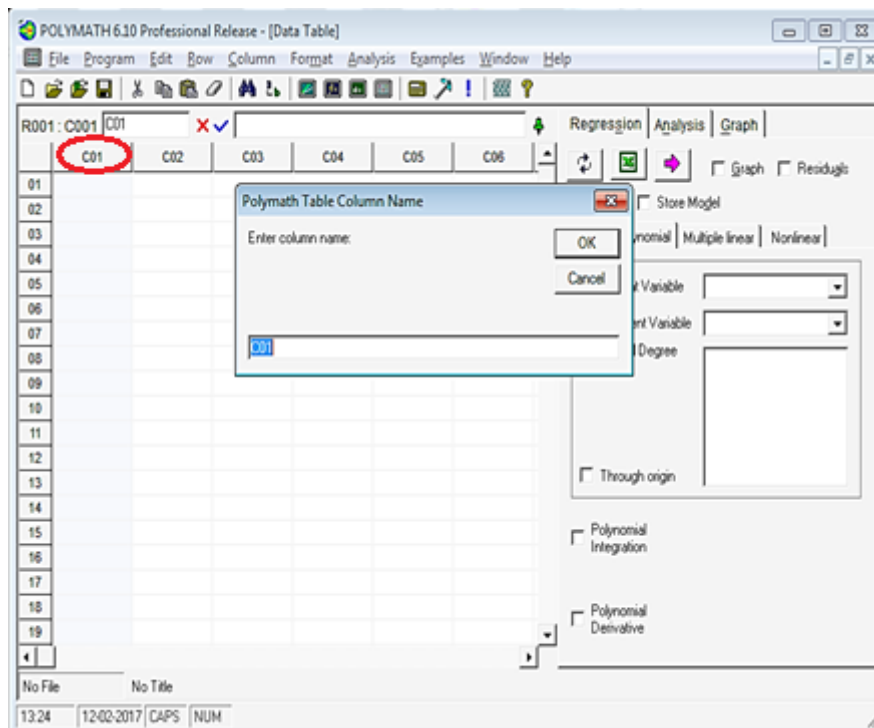 POLYMATH 6.10 Professional Release - [Data Table]
File Program Edit Row Column Format Analysis Examples Window Help
R001 : C001 C01
Regression Analysis Graph
C01 C02 C03 C04 C05 C06
Graph Residuals
Store Model
Polymath Table Column Name
Enter column name:
OK
Cancel
C01
nomial Multiple linear Nonlinear
t Variable
ent Variable
l Degree
Through origin
Polynomial
Integration
Polynomial
Derivative
01
02
03
04
05
06
07
08
09
10
11
12
13
14
15
16
17
18
19
No File No Title
13:24 12-02-2017 CAPS NUM